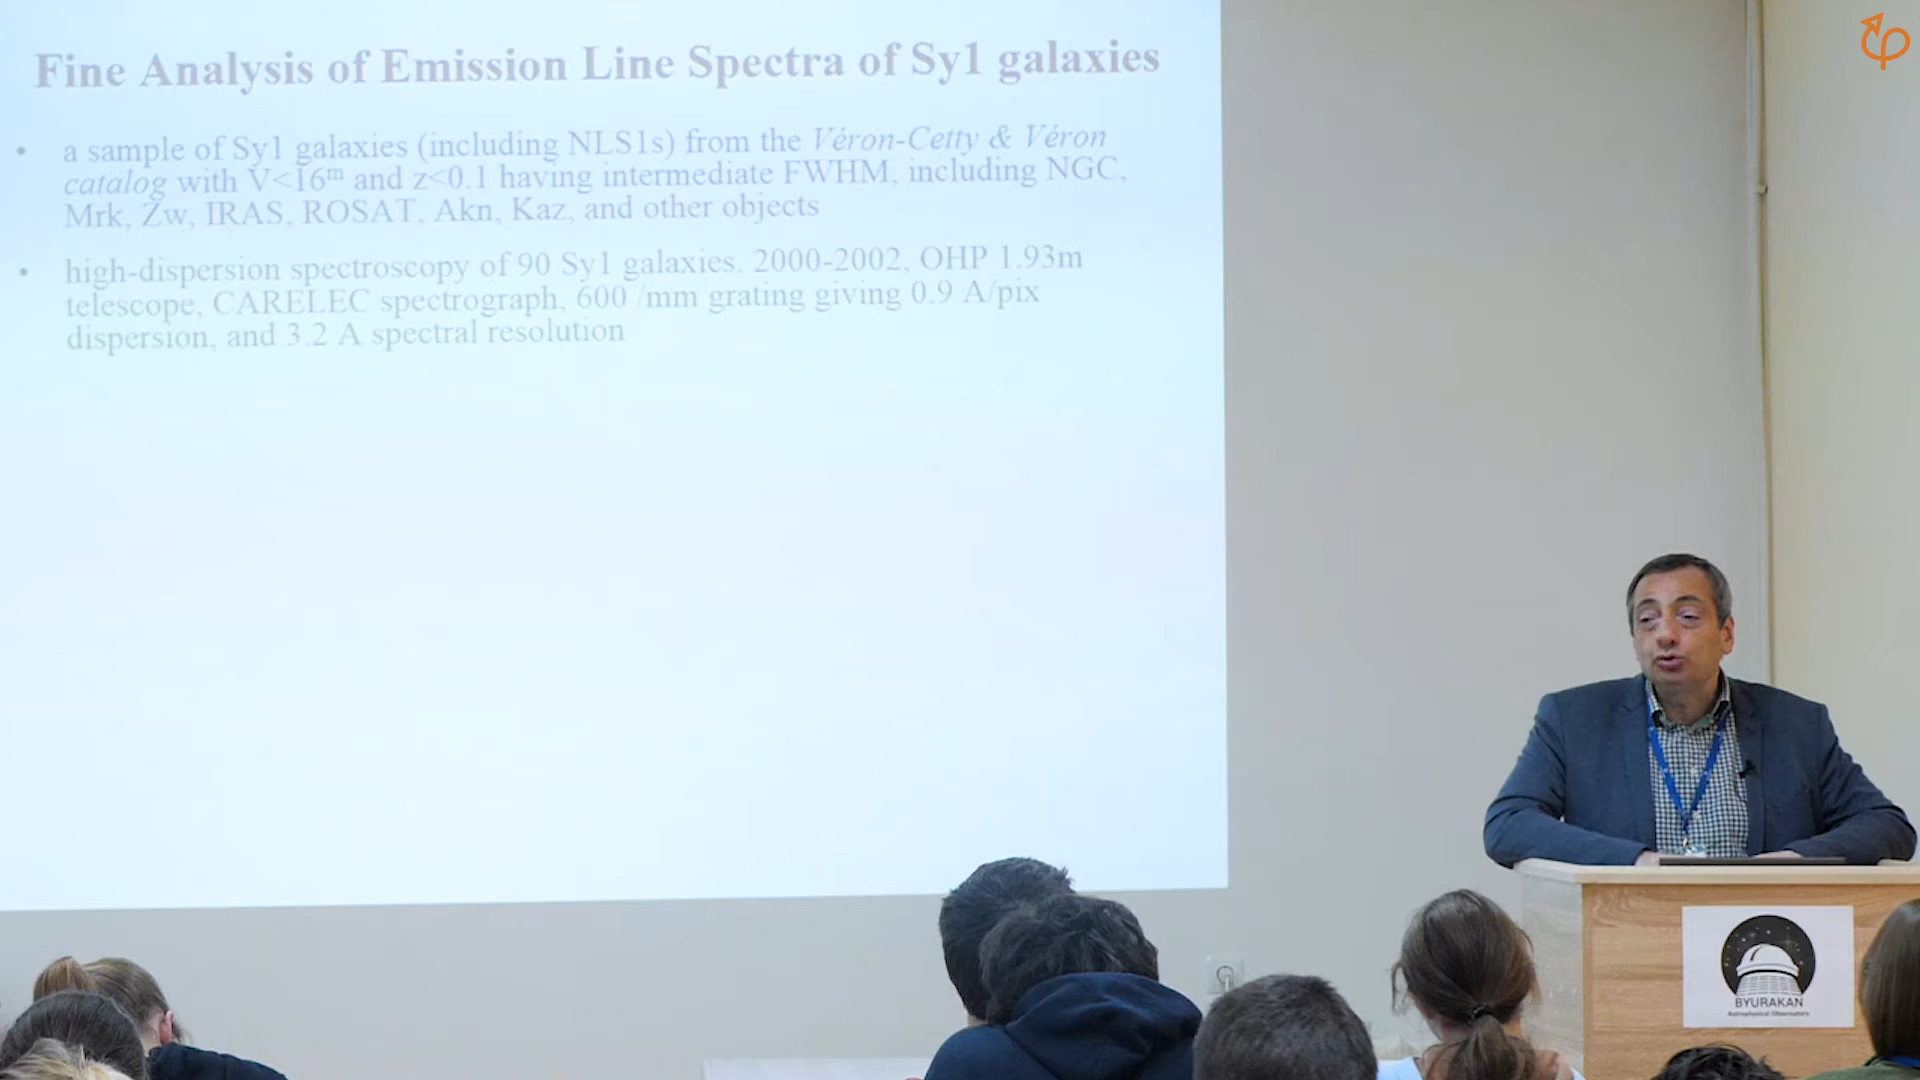 Fine Analysis of Emission Line Spectra of Sy1 galaxies
• a sample of Sy1 galaxies (including NLS1s) from the Véron-Cetty & Véron
catalog with V<16ᵐ and z<0.1 having intermediate FWHM, including NGC,
Mrk, Zw, IRAS, ROSAT, Akn, Kaz, and other objects
• high-dispersion spectroscopy of 90 Sy1 galaxies. 2000-2002, OHP 1.93m
telescope, CARELEC spectrograph, 600 /mm grating giving 0.9 A/pix
dispersion, and 3.2 A spectral resolution
BYURAKAN
Astrophysical Observatory